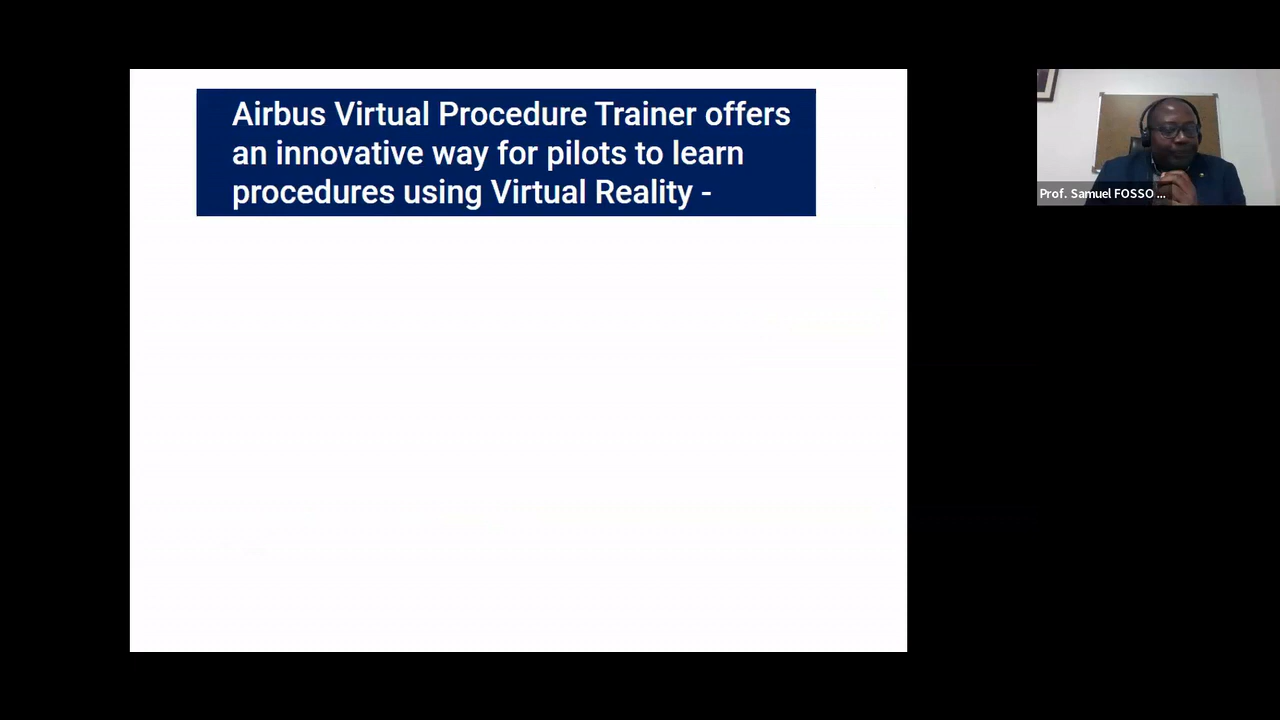 Airbus Virtual Procedure Trainer offers
an innovative way for pilots to learn
procedures using Virtual Reality -
Prof. Samuel FOSSO ...